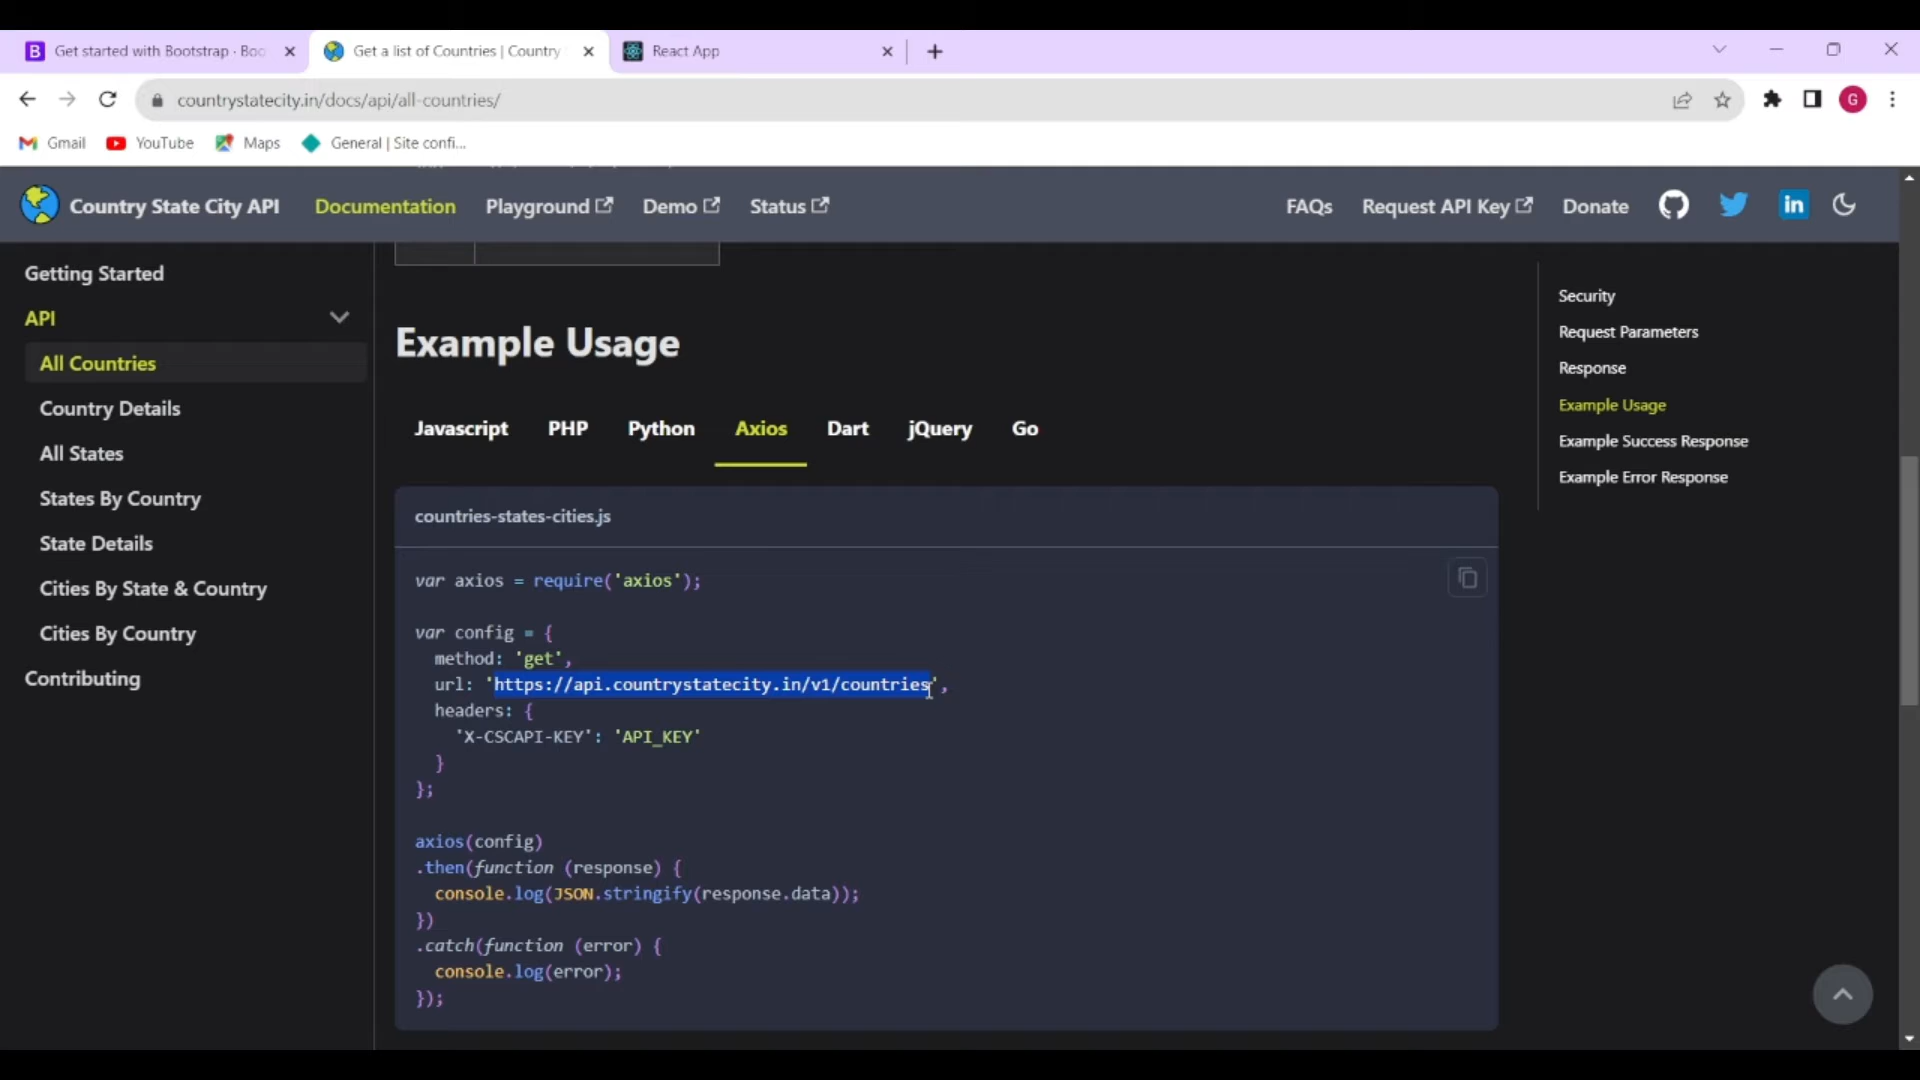 Get started with Bootstrap · Boo
Get a list of Countries | Country
React App
countrystatecity.in/docs/api/all-countries/
G
Gmail
YouTube
Maps
General | Site confi...
Country State City API
Documentation
Playground
Demo
Status
FAQs
Request API Key
Donate
Getting Started
API
All Countries
Country Details
All States
States By Country
State Details
Cities By State & Country
Cities By Country
Contributing
Example Usage
Javascript PHP Python Axios Dart jQuery Go
countries-states-cities.js
var axios = require('axios');
var config = {
method: 'get',
url: 'https://api.countrystatecity.in/v1/countries',
headers: {
'X-CSCAPI-KEY': 'API_KEY'
}
};
axios(config)
.then(function (response) {
console.log(JSON.stringify(response.data));
})
.catch(function (error) {
console.log(error);
});
Security
Request Parameters
Response
Example Usage
Example Success Response
Example Error Response